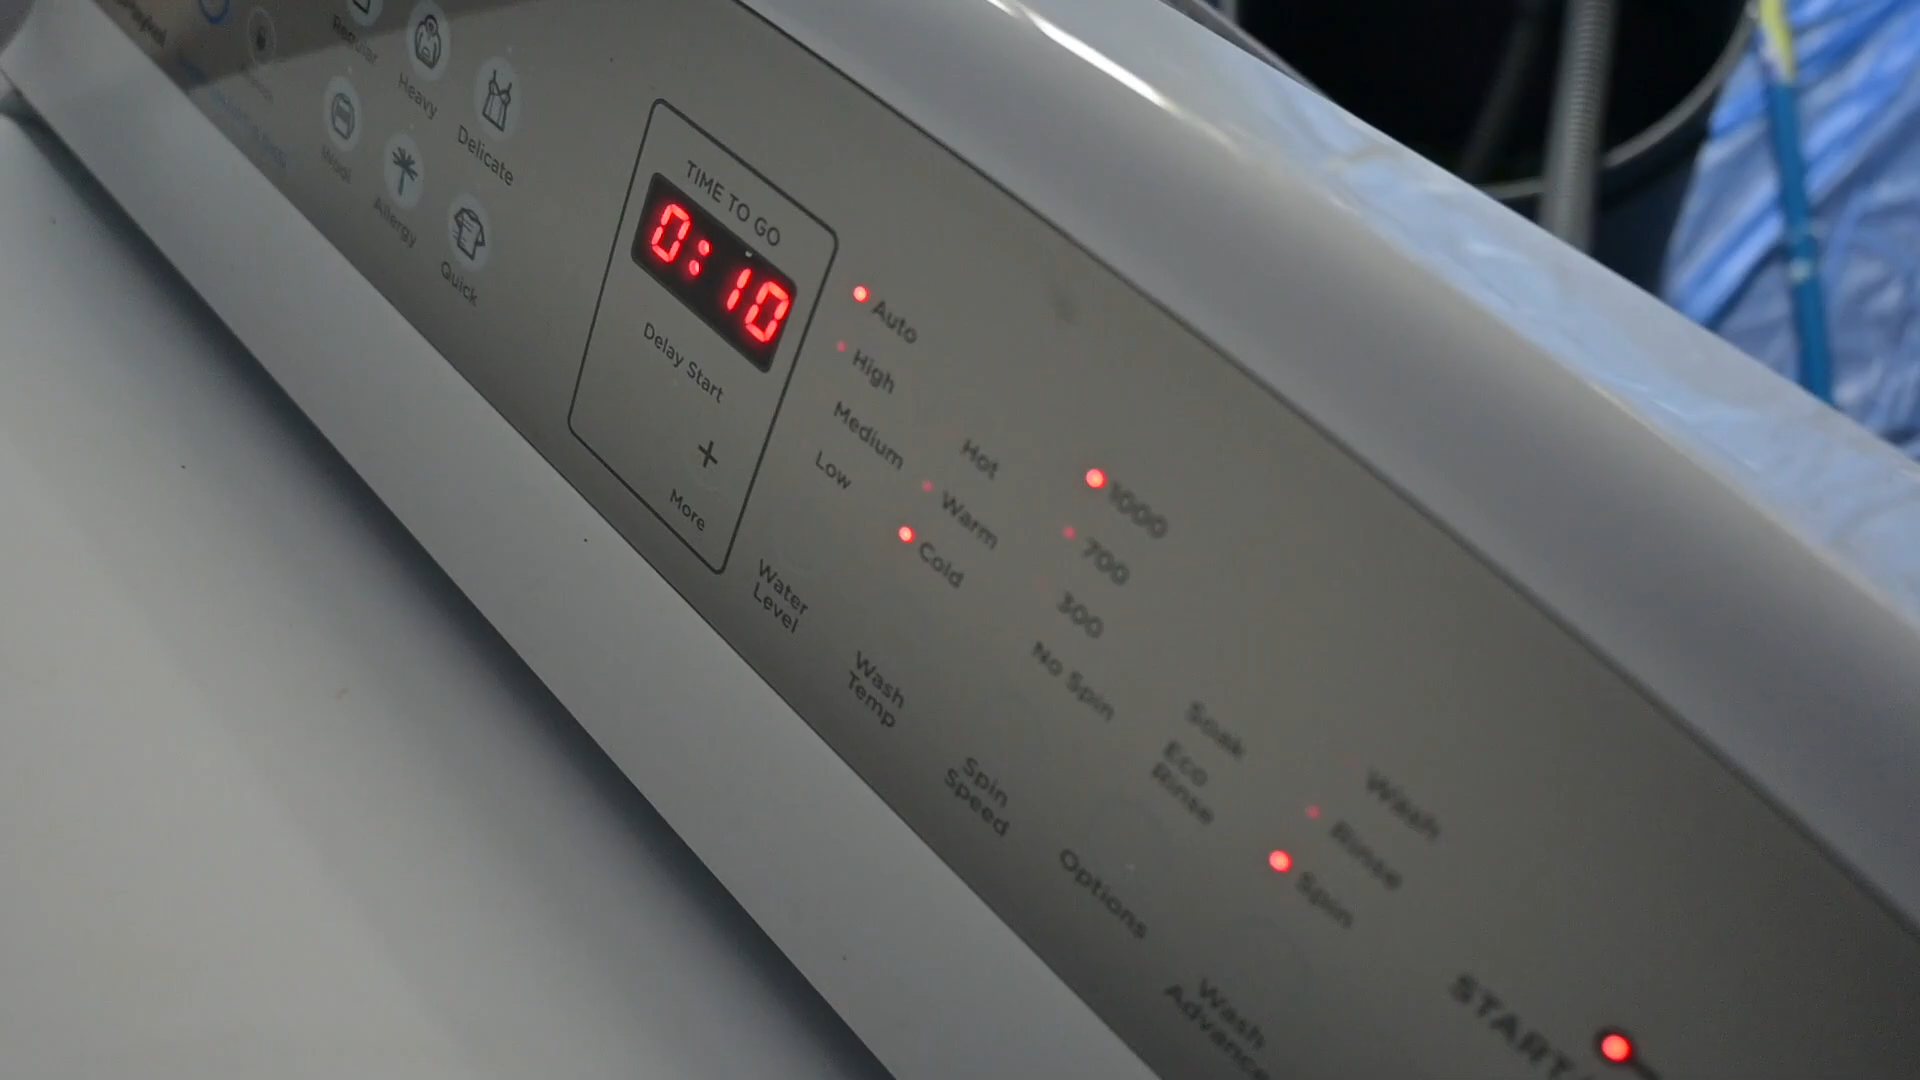 Regular
Heavy
Delicate
Allergy
Quick
TIME TO GO
0:10
Delay Start
+
More
Auto
High
Medium
Low
Water
Level
Hot
Warm
Cold
Wash
Temp
1000
700
300
No Spin
Spin
Speed
Soak
Eco
Rinse
Options
Wash
Rinse
Spin
Wash
Advance
START